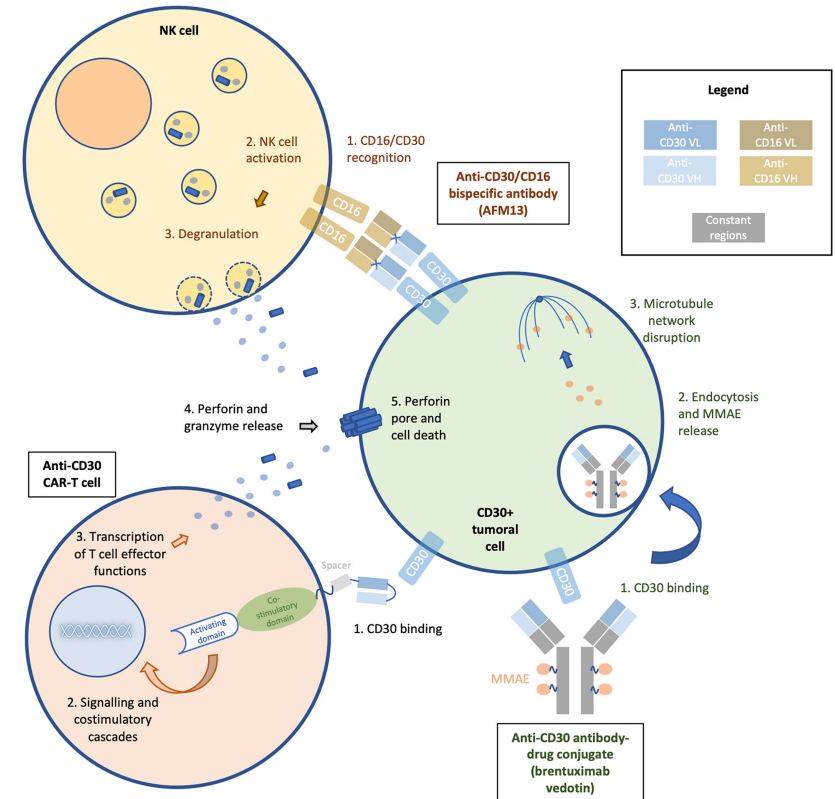 NK cell
2. NK cell
activation
3. Degranulation
1. CD16/CD30
recognition
CD16
CD16
CD30
CD30
Anti-CD30/CD16
bispecific antibody
(AFM13)
Legend
Anti-
CD30 VL
Anti-
CD16 VL
Anti-
CD30 VH
Anti-
CD16 VH
Constant
regions
3. Microtubule
network
disruption
2. Endocytosis
and MMAE
release
4. Perforin and
granzyme release
5. Perforin
pore and
cell death
CD30+
tumoral
cell
Anti-CD30
CAR-T cell
3. Transcription
of T cell effector
functions
Spacer
Co-
stimulatory
domain
Activating
domain
CD30
1. CD30 binding
2. Signalling and
costimulatory
cascades
CD30
1. CD30 binding
MMAE
Anti-CD30 antibody-
drug conjugate
(brentuximab
vedotin)